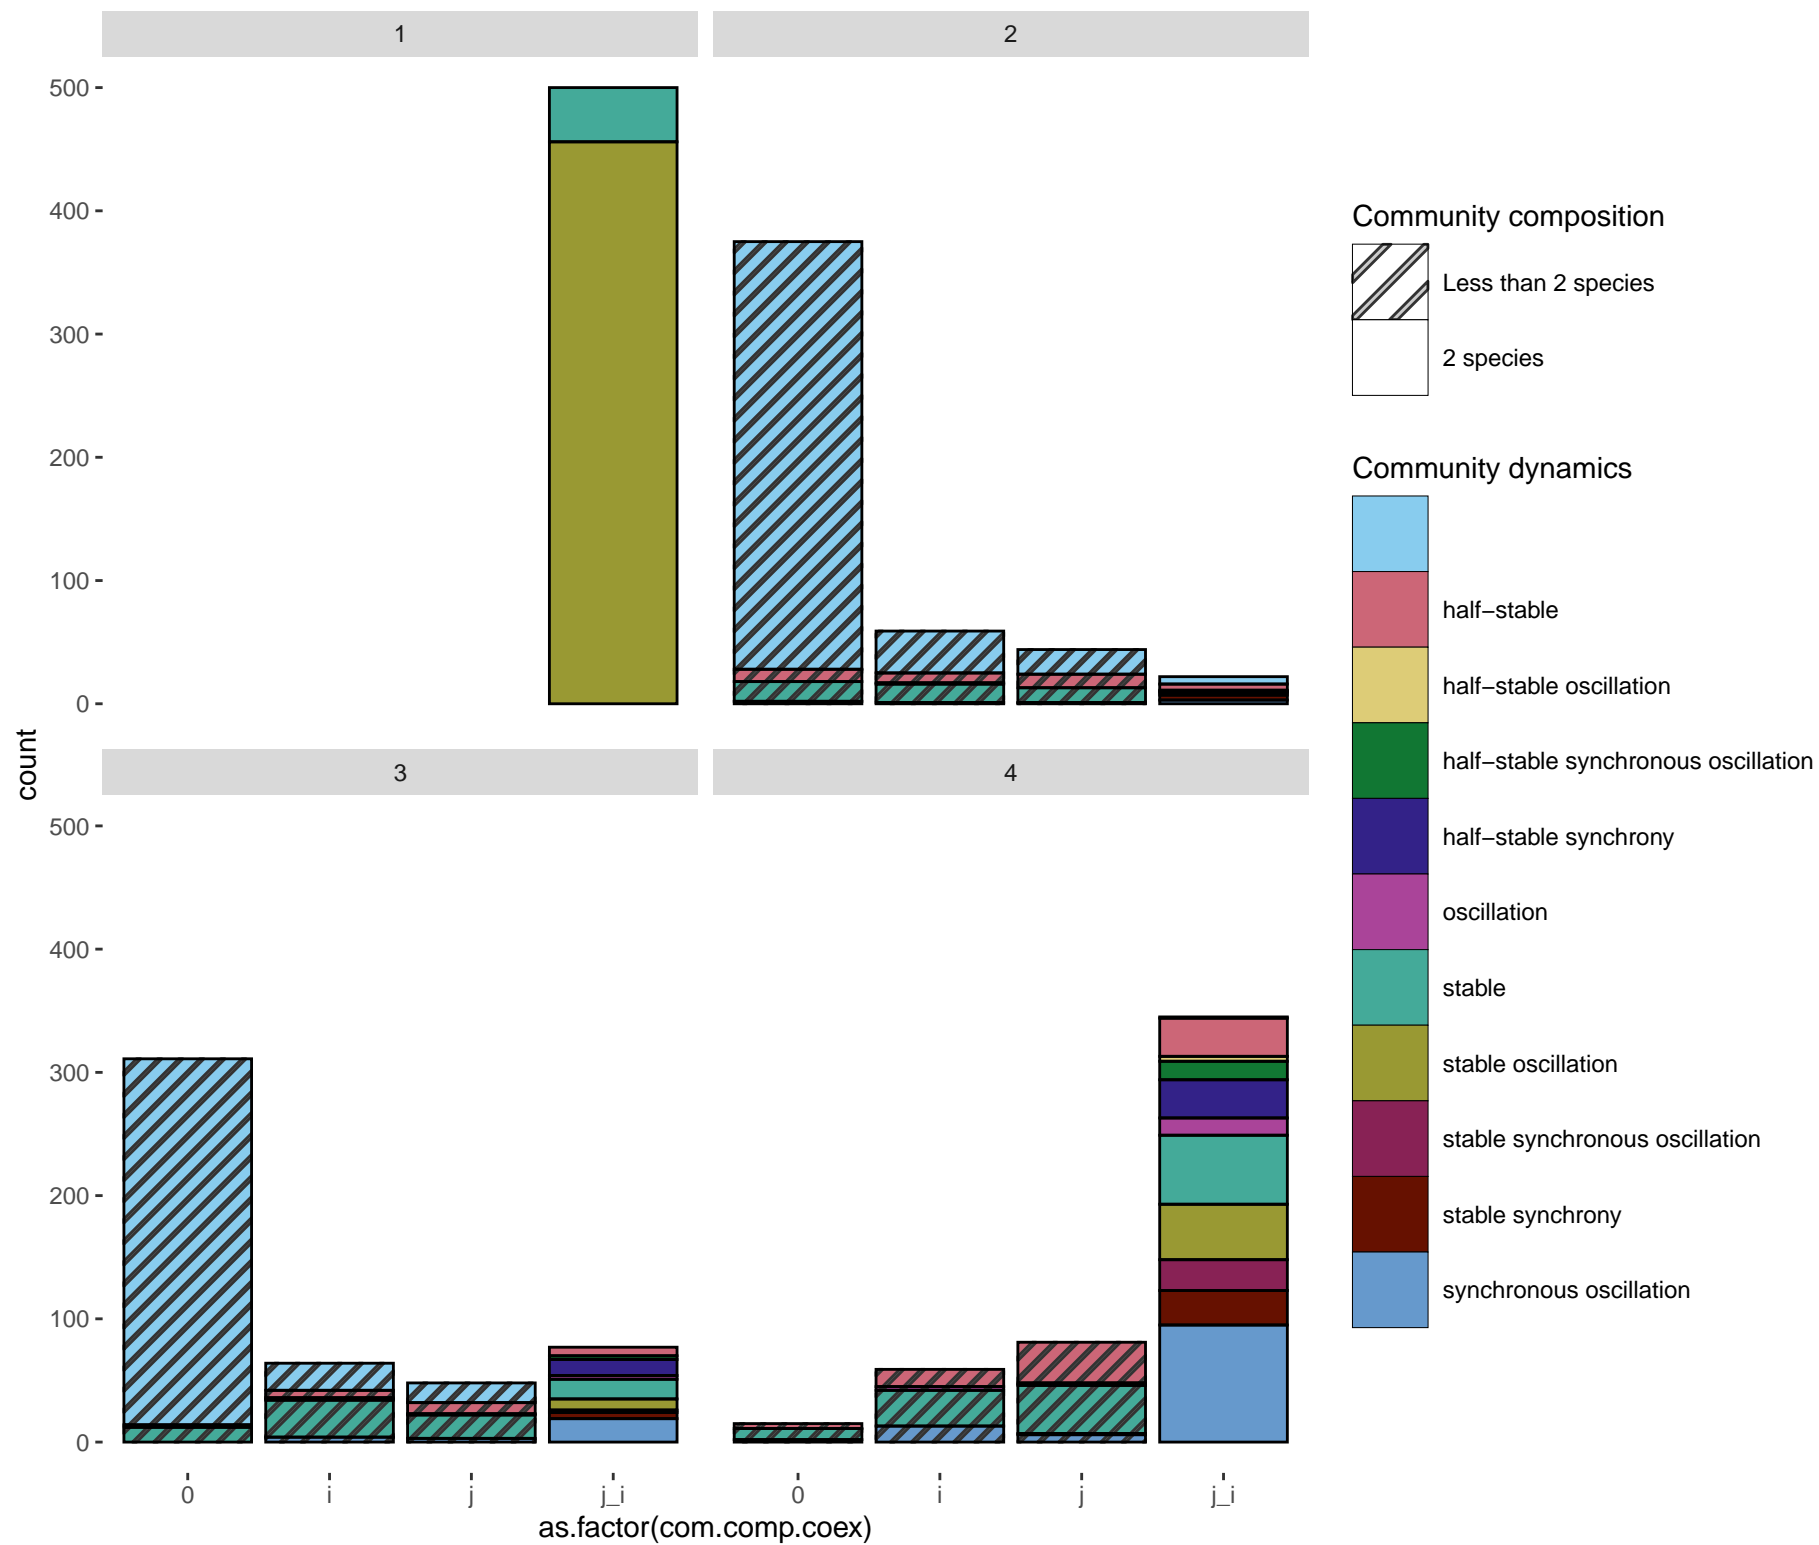 1
2
500
400
300
200
100
0
count
3
4
500
400
300
200
100
0
0
i
j
j_i
0
i
j
j_i
as.factor(com.comp.coex)
Community composition
Less than 2 species
2 species
Community dynamics
half−stable
half−stable oscillation
half−stable synchronous oscillation
half−stable synchrony
oscillation
stable
stable oscillation
stable synchronous oscillation
stable synchrony
synchronous oscillation